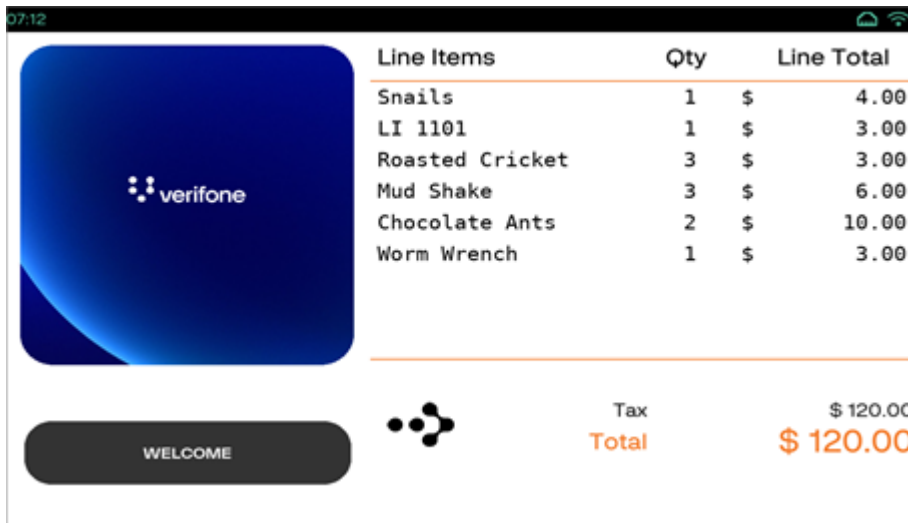 07:12
verifone
WELCOME
Line Items Qty Line Total
Snails 1 $ 4.00
LI 1101 1 $ 3.00
Roasted Cricket 3 $ 3.00
Mud Shake 3 $ 6.00
Chocolate Ants 2 $ 10.00
Worm Wrench 1 $ 3.00
Tax $ 120.00
Total $ 120.00